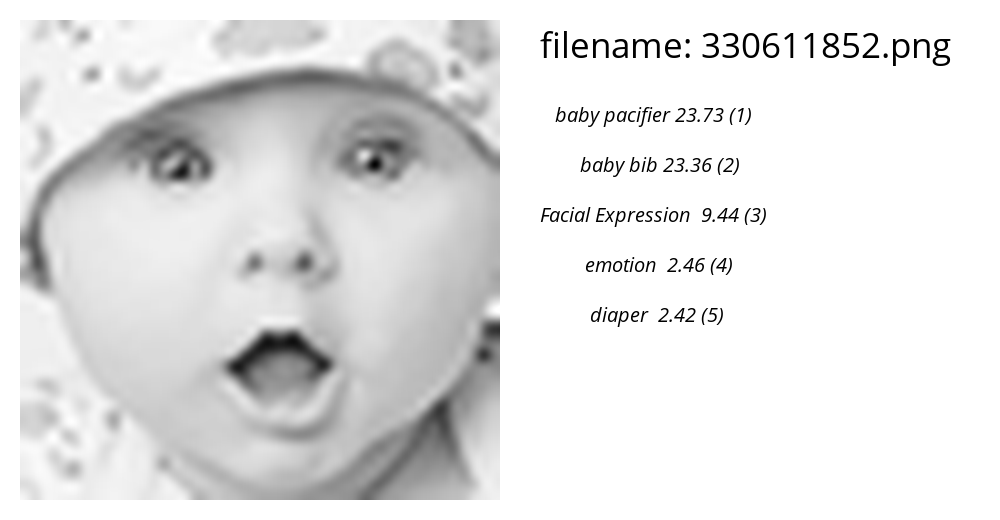 filename: 330611852.png
baby pacifier 23.73 (1)
baby bib 23.36 (2)
Facial Expression 9.44 (3)
emotion 2.46 (4)
diaper 2.42 (5)